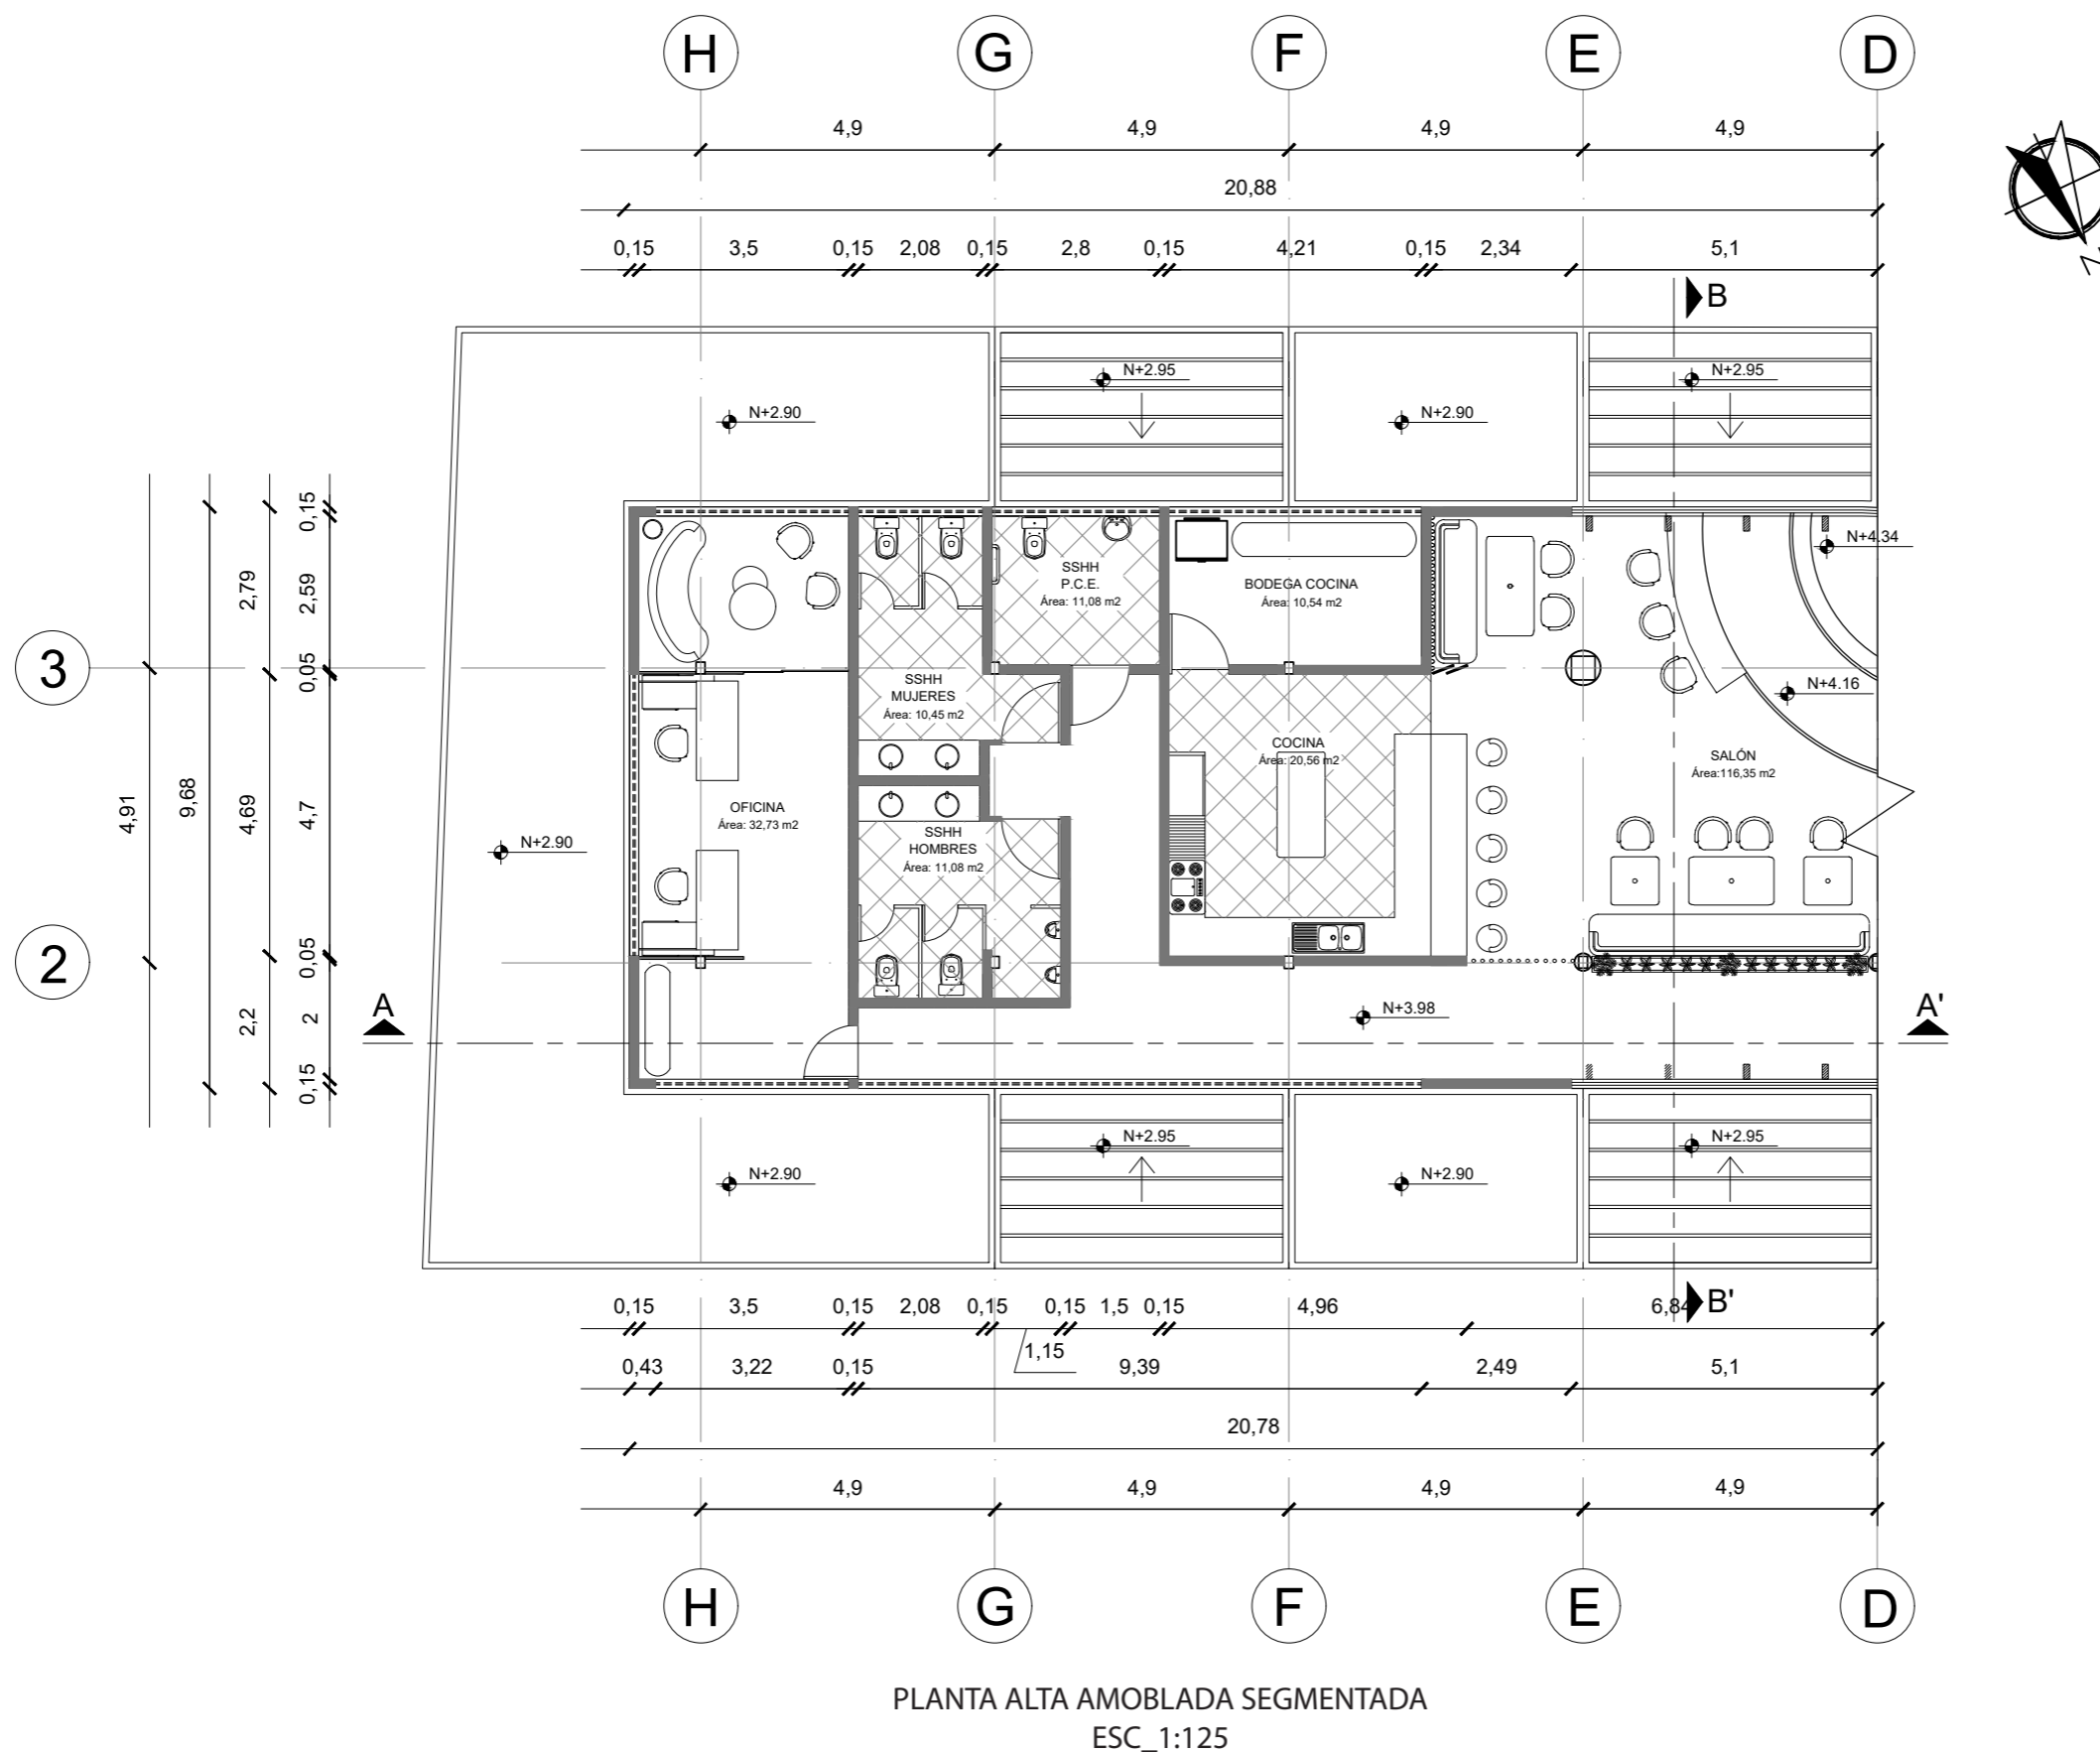 H G F E D
4,9 4,9 4,9 4,9
20,88
0,15 3,5 0,15 2,08 0,15 2,8 0,15 4,21 0,15 2,34 5,1
B
N+2.95 N+2.95
N+2.90 N+2.90
N+4.34
SSHH
P.C.E.
Área: 11,08 m2
BODEGA COCINA
Área: 10,54 m2
0,15
2,79
2,59
3
0,05
SSHH
MUJERES
Área: 10,45 m2
N+4.16
COCINA
Área: 20,56 m2
SALÓN
Área:116,35 m2
4,91
9,68
4,69
4,7
OFICINA
Área: 32,73 m2
N+2.90
SSHH
HOMBRES
Área: 11,08 m2
2
0,05
2,2
2
0,15
A
N+3.98
A'
N+2.95 N+2.95
N+2.90 N+2.90
0,15 3,5 0,15 2,08 0,15 0,15 1,5 0,15 4,96 6,84 B'
1,15
0,43 3,22 0,15 9,39 2,49 5,1
20,78
4,9 4,9 4,9 4,9
H G F E D
PLANTA ALTA AMOBLADA SEGMENTADA
ESC_1:125